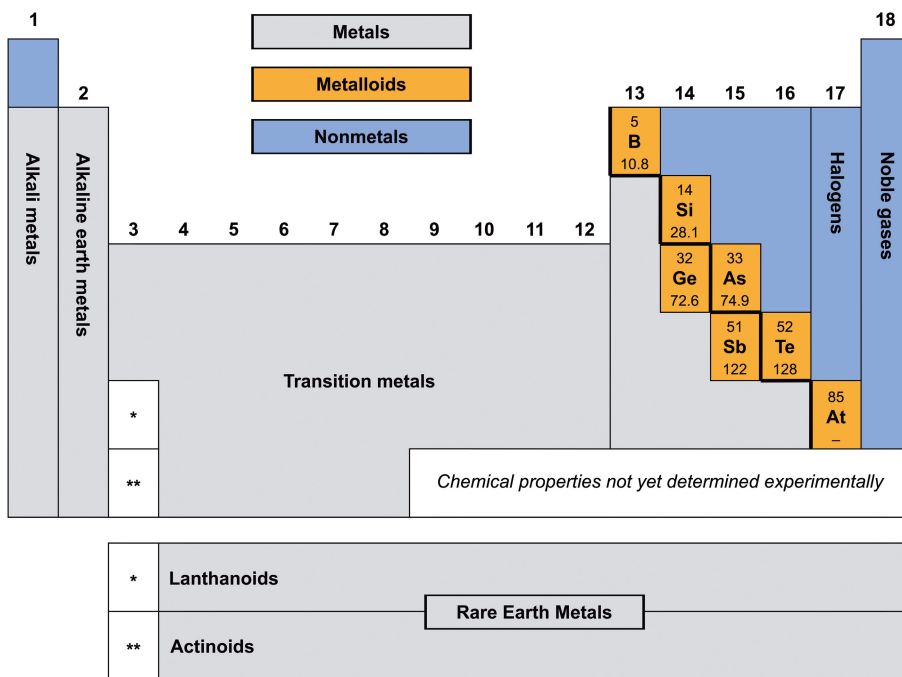 1
18
Metals
2
Metalloids
13
14
15
16
17
Nonmetals
5
B
10.8
Alkali metals
Alkaline earth metals
Halogens
Noble gases
14
Si
28.1
3
4
5
6
7
8
9
10
11
12
32
Ge
72.6
33
As
74.9
51
Sb
122
52
Te
128
Transition metals
*
85
At
–
**
Chemical properties not yet determined experimentally
*
Lanthanoids
Rare Earth Metals
**
Actinoids